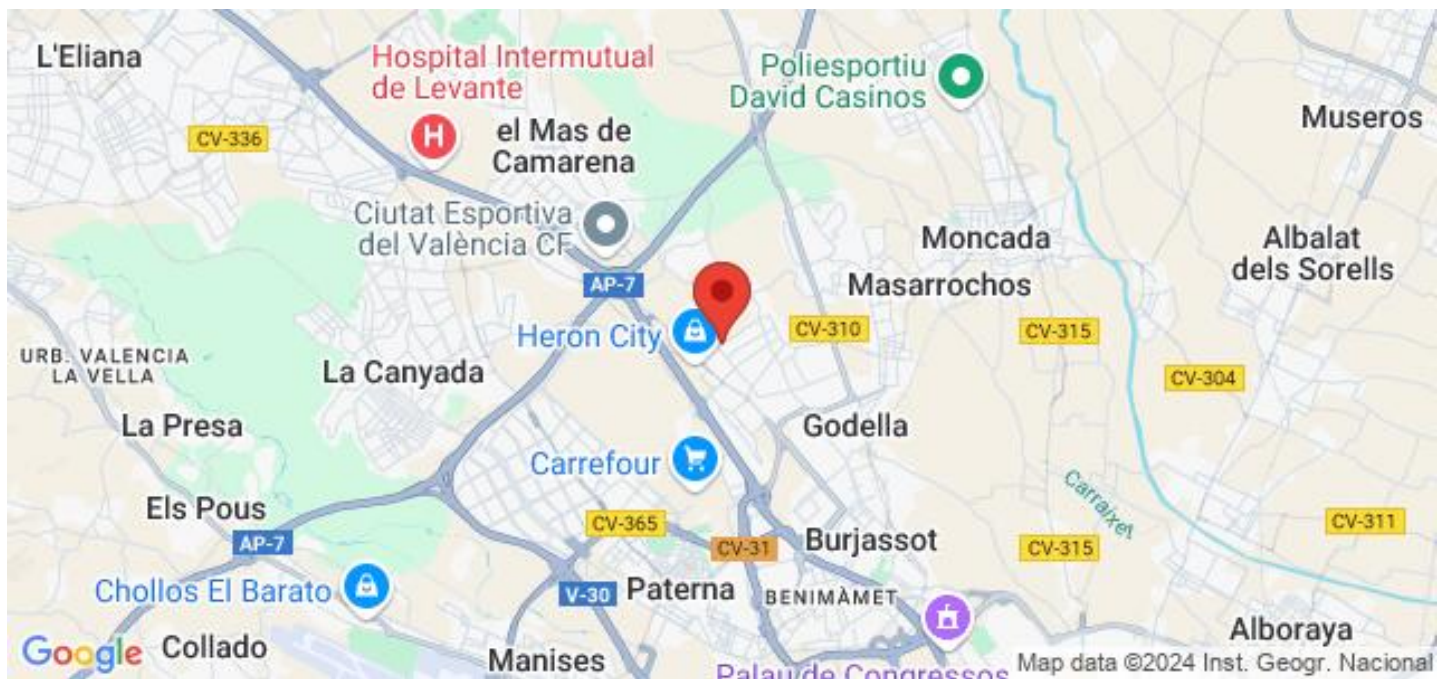 L'Eliana
Hospital Intermutual
de Levante
Poliesportiu
David Casinos
Museros
CV-336
el Mas de
Camarena
Ciutat Esportiva
del València CF
Moncada
Albalat
dels Sorells
AP-7
Masarrochos
Heron City
CV-310
CV-315
URB. VALENCIA
LA VELLA
La Canyada
CV-304
La Presa
Godella
Carrefour
Carraixet
Els Pous
CV-365
CV-311
AP-7
CV-31
Burjassot
CV-315
Chollos El Barato
V-30
Paterna
BENIMÀMET
Alboraya
Google
Collado
Manises
Palau de Congressos
Map data ©2024 Inst. Geogr. Nacional